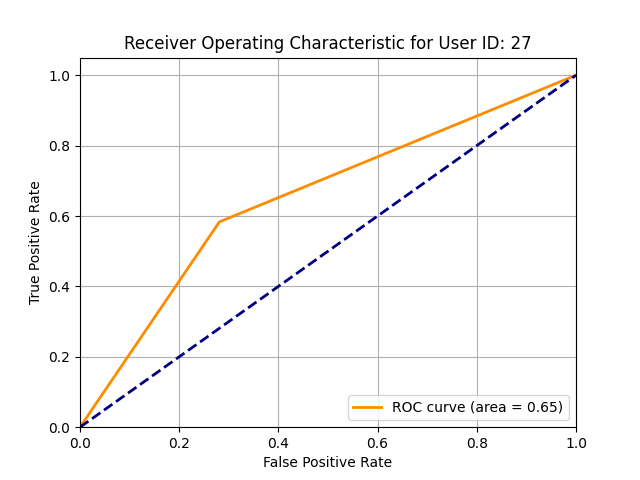 Receiver Operating Characteristic for User ID: 27
True Positive Rate
1.0
0.8
0.6
0.4
0.2
0.0
ROC curve (area = 0.65)
0.0 0.2 0.4 0.6 0.8 1.0
False Positive Rate